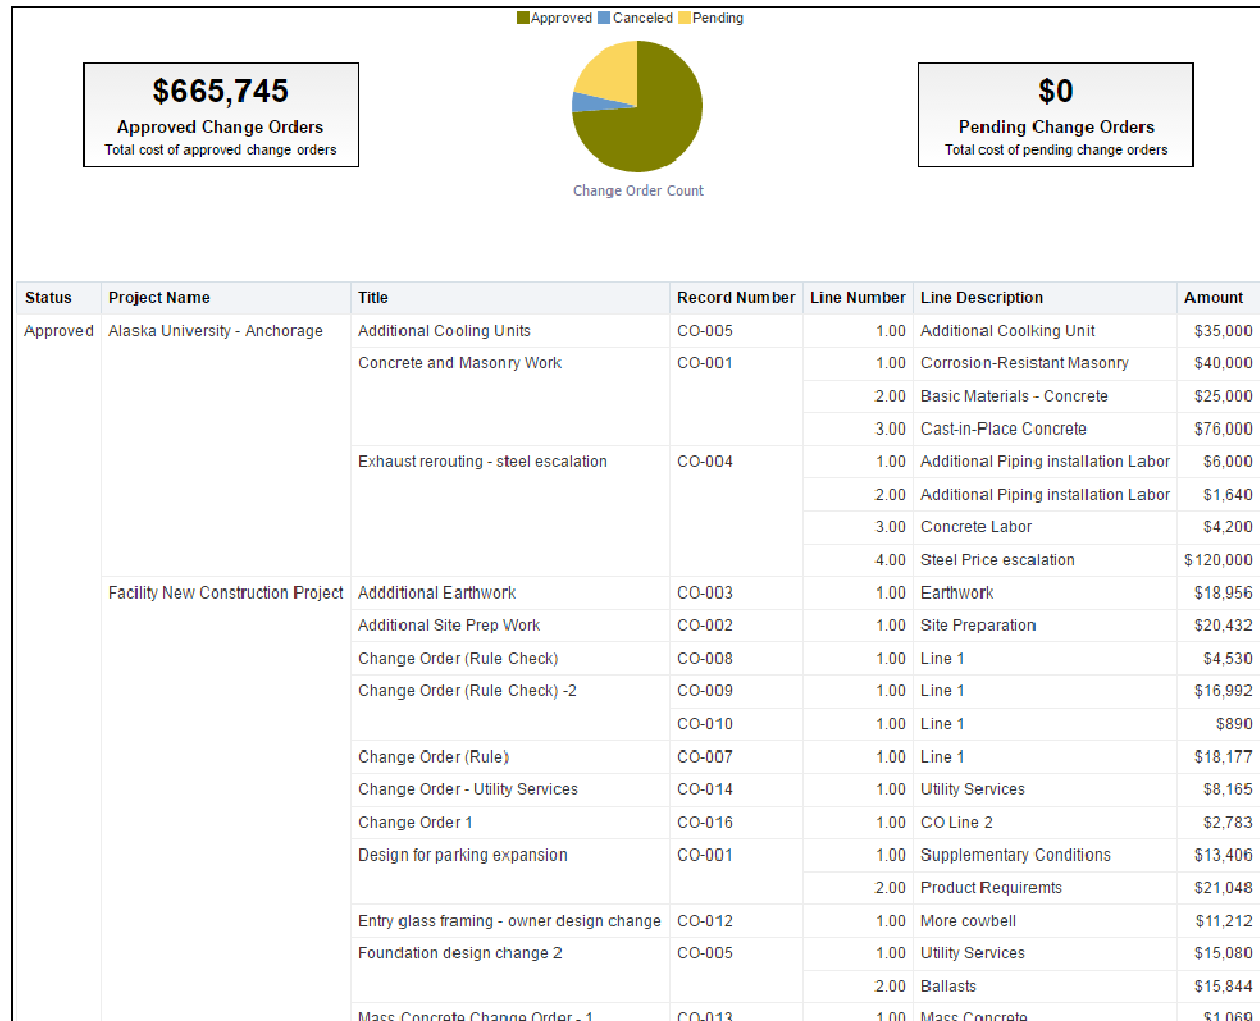 Approved Canceled Pending
$665,745
Approved Change Orders
Total cost of approved change orders
Change Order Count
$0
Pending Change Orders
Total cost of pending change orders
Status Project Name Title Record Number Line Number Line Description Amount
Approved Alaska University - Anchorage Additional Cooling Units CO-005 1.00 Additional Coolking Unit $35,000
Concrete and Masonry Work CO-001 1.00 Corrosion-Resistant Masonry $40,000
2.00 Basic Materials - Concrete $25,000
3.00 Cast-in-Place Concrete $76,000
Exhaust rerouting - steel escalation CO-004 1.00 Additional Piping installation Labor $6,000
2.00 Additional Piping installation Labor $1,640
3.00 Concrete Labor $4,200
4.00 Steel Price escalation $120,000
Facility New Construction Project Addditional Earthwork CO-003 1.00 Earthwork $18,956
Additional Site Prep Work CO-002 1.00 Site Preparation $20,432
Change Order (Rule Check) CO-008 1.00 Line 1 $4,530
Change Order (Rule Check) -2 CO-009 1.00 Line 1 $16,992
CO-010 1.00 Line 1 $890
Change Order (Rule) CO-007 1.00 Line 1 $18,177
Change Order - Utility Services CO-014 1.00 Utility Services $8,165
Change Order 1 CO-016 1.00 CO Line 2 $2,783
Design for parking expansion CO-001 1.00 Supplementary Conditions $13,406
2.00 Product Requiremts $21,048
Entry glass framing - owner design change CO-012 1.00 More cowbell $11,212
Foundation design change 2 CO-005 1.00 Utility Services $15,080
2.00 Ballasts $15,844
Mass Concrete Change Order - 1 CO-013 1.00 Mass Concrete $1,069